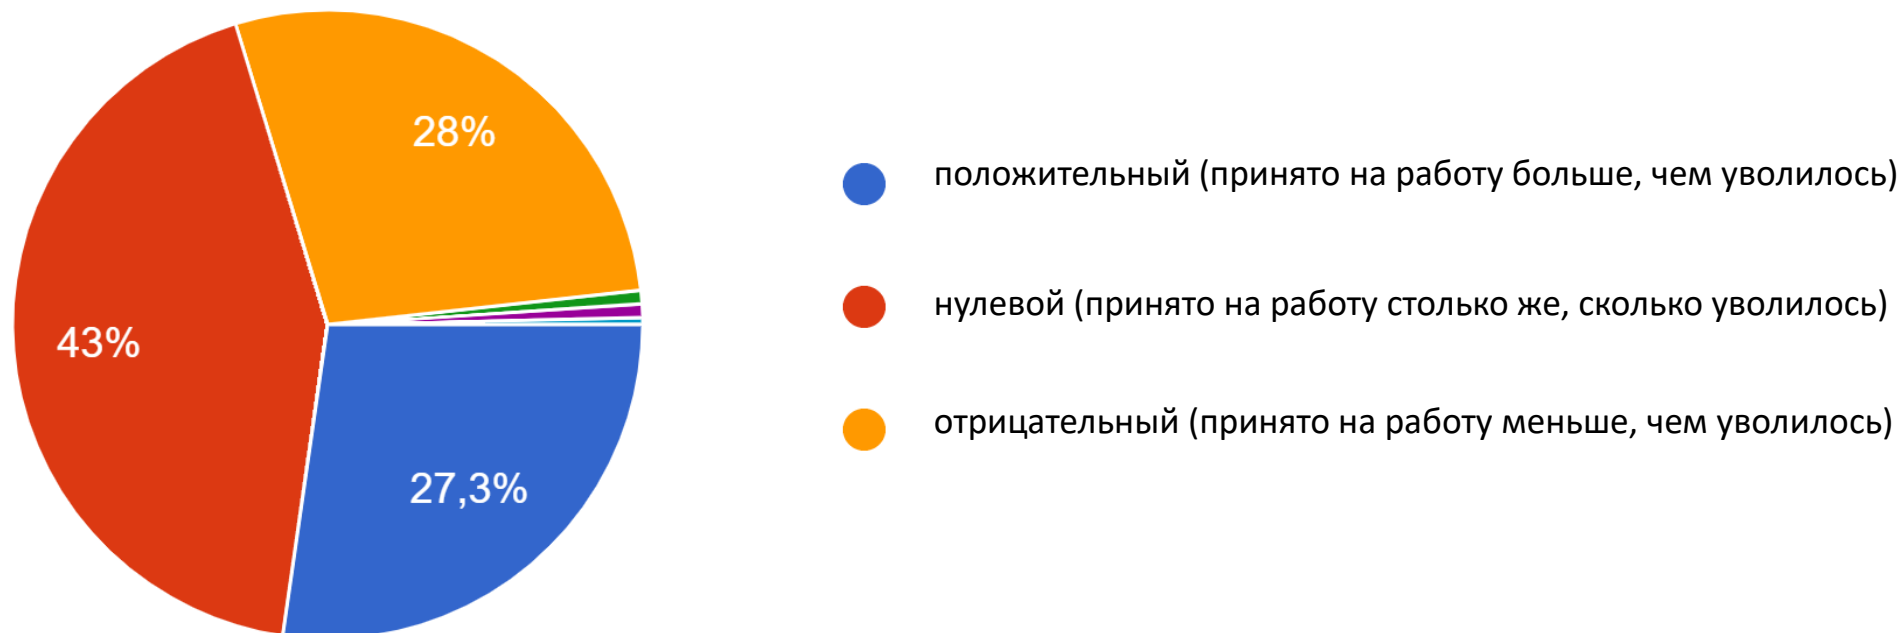 28%
43%
27,3%
положительный (принято на работу больше, чем уволилось)
нулевой (принято на работу столько же, сколько уволилось)
отрицательный (принято на работу меньше, чем уволилось)